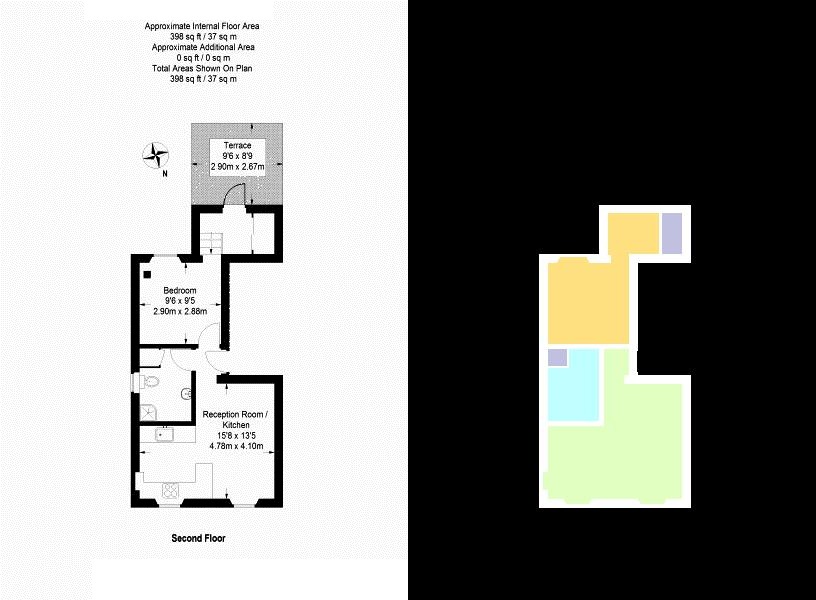 Approximate Internal Floor Area
398 sq ft / 37 sq m
Approximate Additional Area
0 sq ft / 0 sq m
Total Areas Shown On Plan
398 sq ft / 37 sq m
Terrace
9'6 x 8'9
2.90m x 2.67m
N
Bedroom
9'6 x 9'5
2.90m x 2.88m
Reception Room /
Kitchen
15'8 x 13'5
4.78m x 4.10m
Second Floor